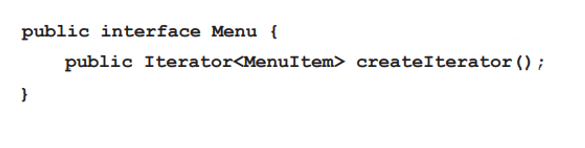 public interface Menu {
    public Iterator<MenuItem> createIterator();
}